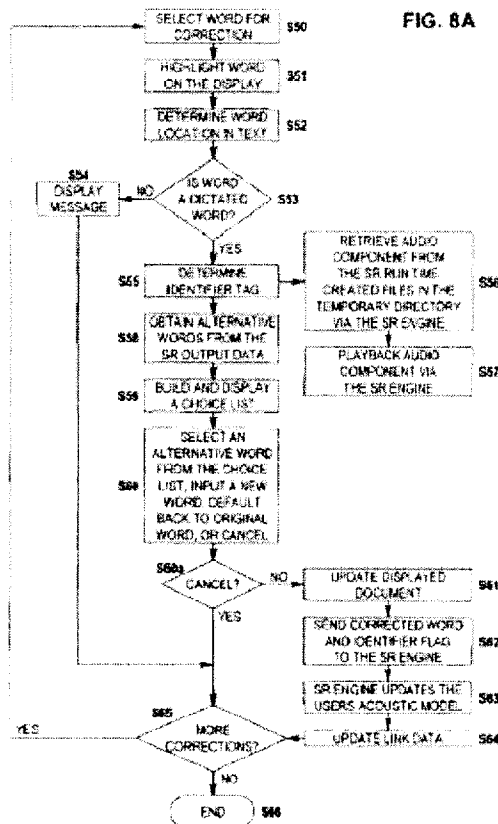 FIG. 8A
SELECT WORD FOR
CORRECTION
S50
HIGHLIGHT WORD
ON THE DISPLAY
S51
DETERMINE WORD
LOCATION IN TEXT
S52
IS WORD
A DICTATED
WORD?
S53
NO
S54
DISPLAY
MESSAGE
YES
S55
DETERMINE
IDENTIFIER TAG
RETRIEVE AUDIO
COMPONENT FROM
THE SR RUN TIME
CREATED FILES IN THE
TEMPORARY DIRECTORY
VIA THE SR ENGINE
S56
PLAYBACK AUDIO
COMPONENT VIA
THE SR ENGINE
S57
S58
OBTAIN ALTERNATIVE
WORDS FROM THE
SR OUTPUT DATA
S59
BUILD AND DISPLAY
A CHOICE LIST
S60
SELECT AN
ALTERNATIVE WORD
FROM THE CHOICE
LIST, INPUT A NEW
WORD, DEFAULT
BACK TO ORIGINAL
WORD, OR CANCEL
S60a
CANCEL?
NO
YES
UPDATE DISPLAYED
DOCUMENT
S61
SEND CORRECTED WORD
AND IDENTIFIER FLAG
TO THE SR ENGINE
S62
SR ENGINE UPDATES THE
USERS ACOUSTIC MODEL
S63
UPDATE LINK DATA
S64
S65
MORE
CORRECTIONS?
YES
NO
END
S66